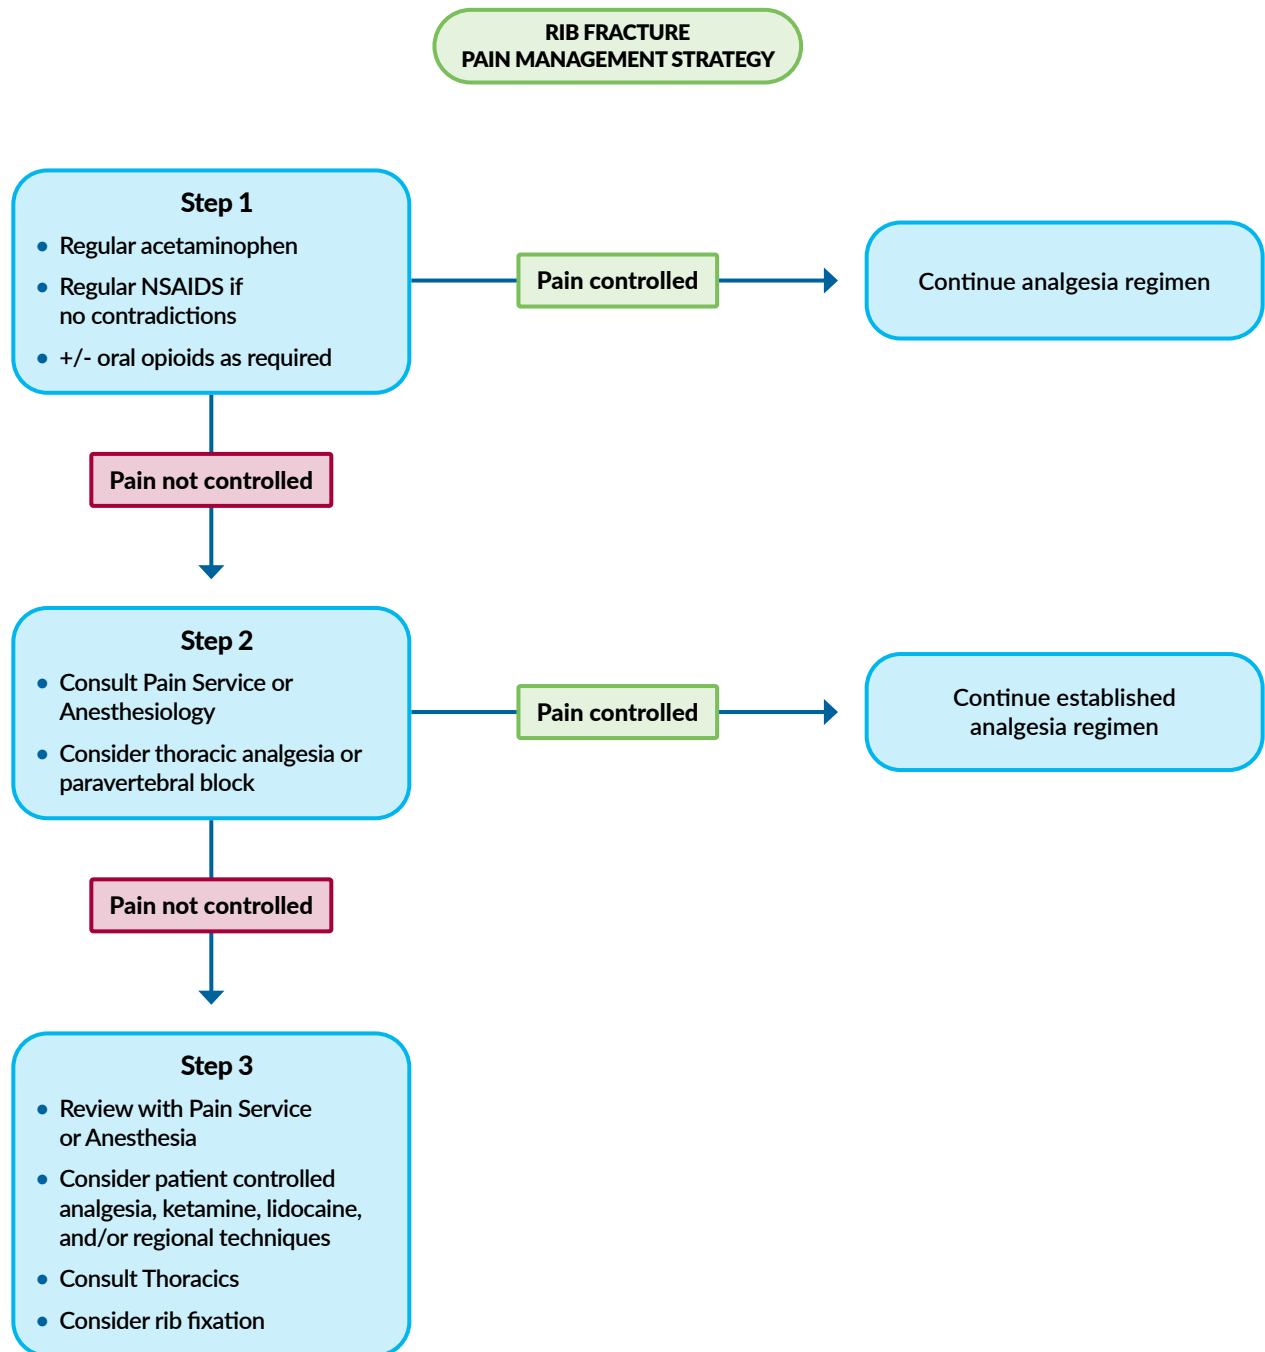 RIB FRACTURE
PAIN MANAGEMENT STRATEGY
Step 1
• Regular acetaminophen
• Regular NSAIDS if
no contradictions
• +/- oral opioids as required
Pain controlled
Continue analgesia regimen
Pain not controlled
Step 2
• Consult Pain Service or
Anesthesiology
• Consider thoracic analgesia or
paravertebral block
Pain controlled
Continue established
analgesia regimen
Pain not controlled
Step 3
• Review with Pain Service
or Anesthesia
• Consider patient controlled
analgesia, ketamine, lidocaine,
and/or regional techniques
• Consult Thoracics
• Consider rib fixation